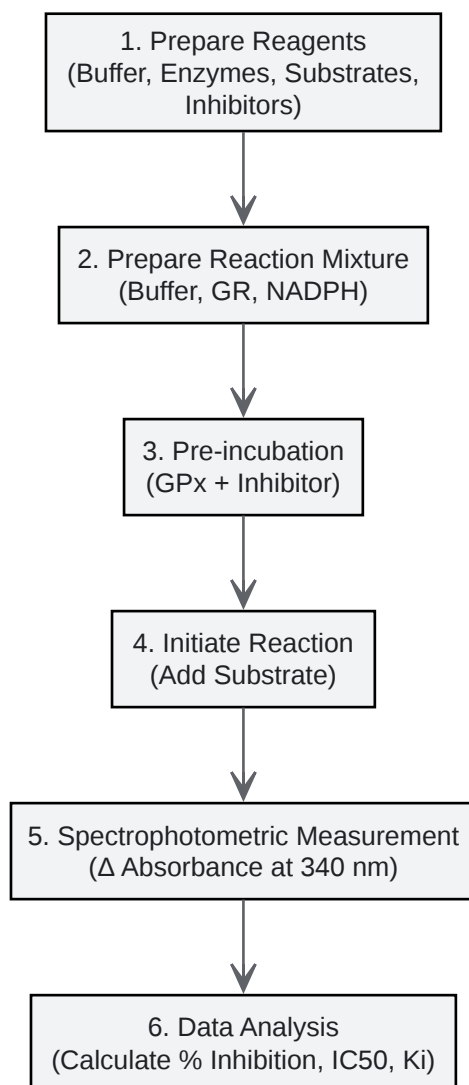 1. Prepare Reagents
(Buffer, Enzymes, Substrates,
Inhibitors)
2. Prepare Reaction Mixture
(Buffer, GR, NADPH)
3. Pre-incubation
(GPx + Inhibitor)
4. Initiate Reaction
(Add Substrate)
5. Spectrophotometric Measurement
(Δ Absorbance at 340 nm)
6. Data Analysis
(Calculate % Inhibition, IC50, Ki)